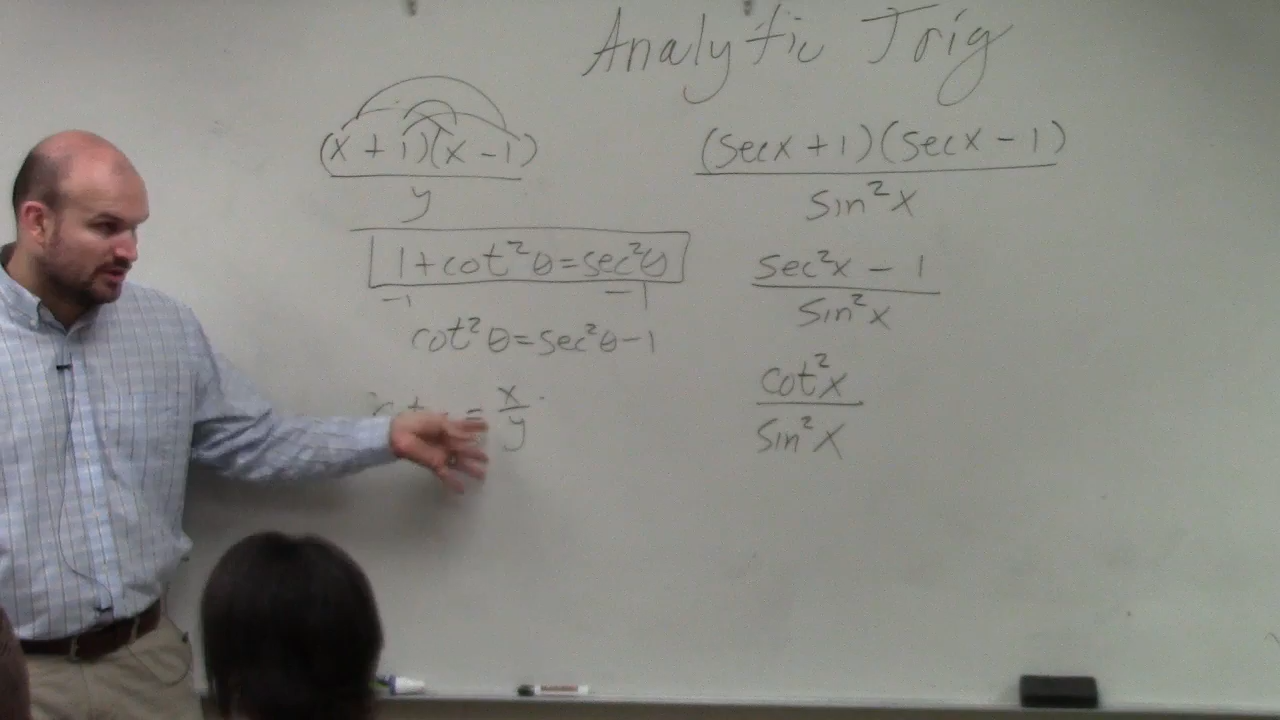 Analytic Trig
(x + 1)(x - 1)
y
1 + cot²θ = sec²θ
-1 -1
cot²θ = sec²θ - 1
= x/y
(secx + 1)(secx - 1)
sin²x
sec²x - 1
sin²x
cot²x
sin²x